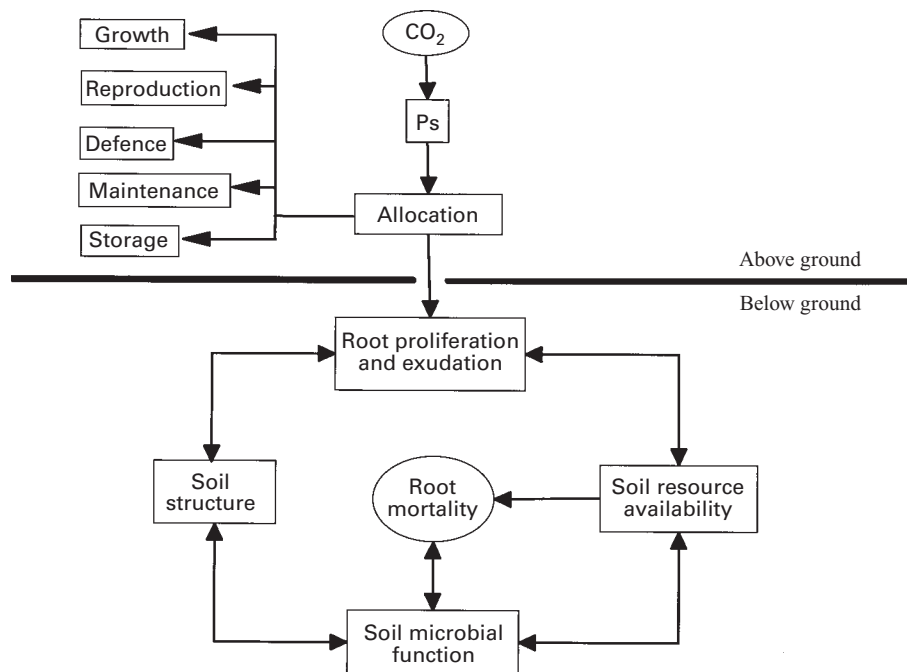 Growth
Reproduction
Defence
Maintenance
Storage
CO₂
Ps
Allocation
Above ground
Below ground
Root proliferation
and exudation
Soil
structure
Root
mortality
Soil resource
availability
Soil microbial
function